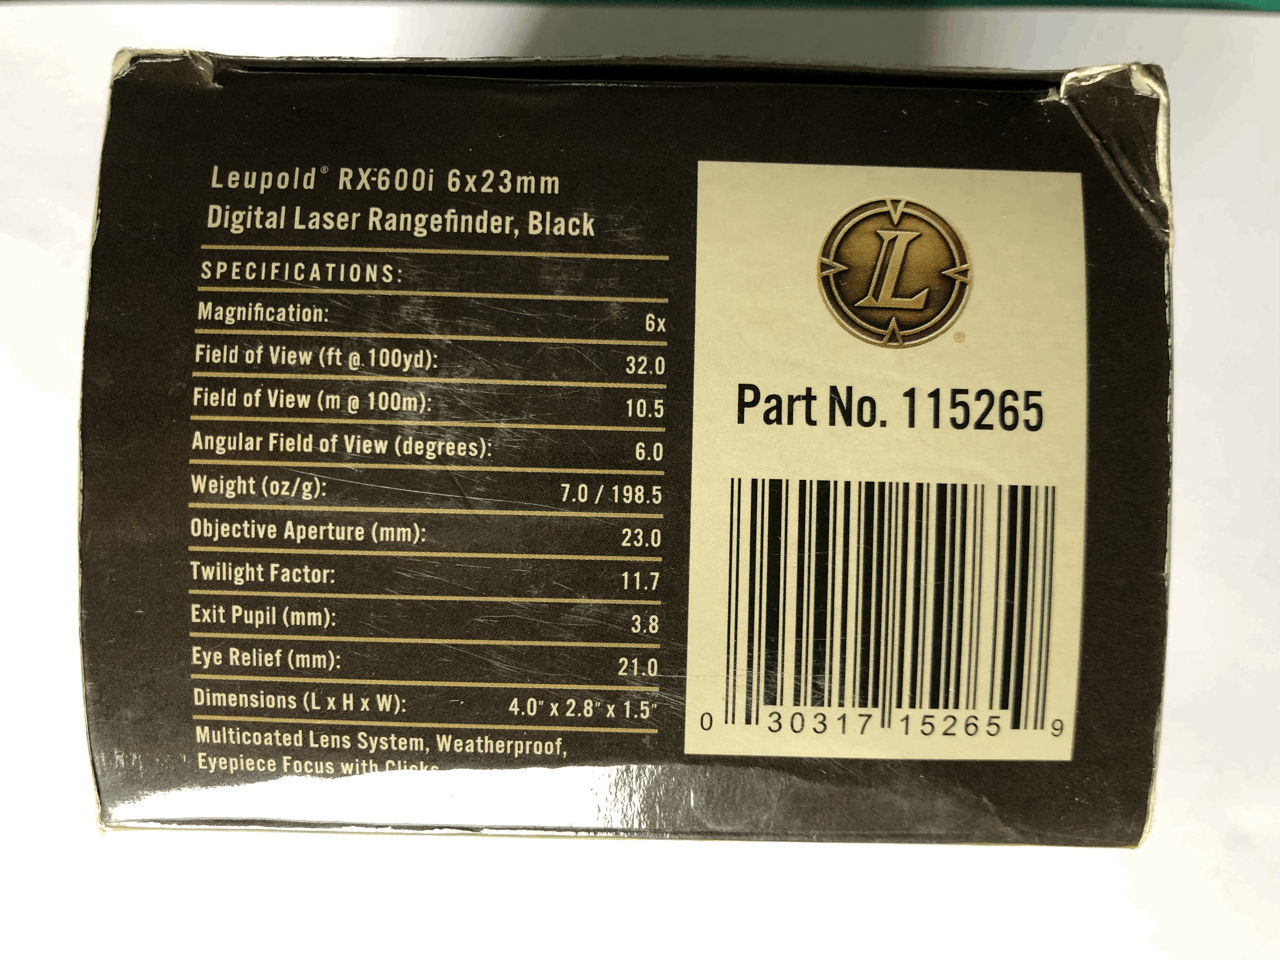 Leupold® RX-600i 6x23mm
Digital Laser Rangefinder, Black
SPECIFICATIONS:
Magnification: 6x
Field of View (ft @ 100yd): 32.0
Field of View (m @ 100m): 10.5
Angular Field of View (degrees): 6.0
Weight (oz/g): 7.0 / 198.5
Objective Aperture (mm): 23.0
Twilight Factor: 11.7
Exit Pupil (mm): 3.8
Eye Relief (mm): 21.0
Dimensions (L x H x W): 4.0" x 2.8" x 1.5"
Multicoated Lens System, Weatherproof,
Eyepiece Focus with Clicks
L
®
Part No. 115265
0 30317 15265 9